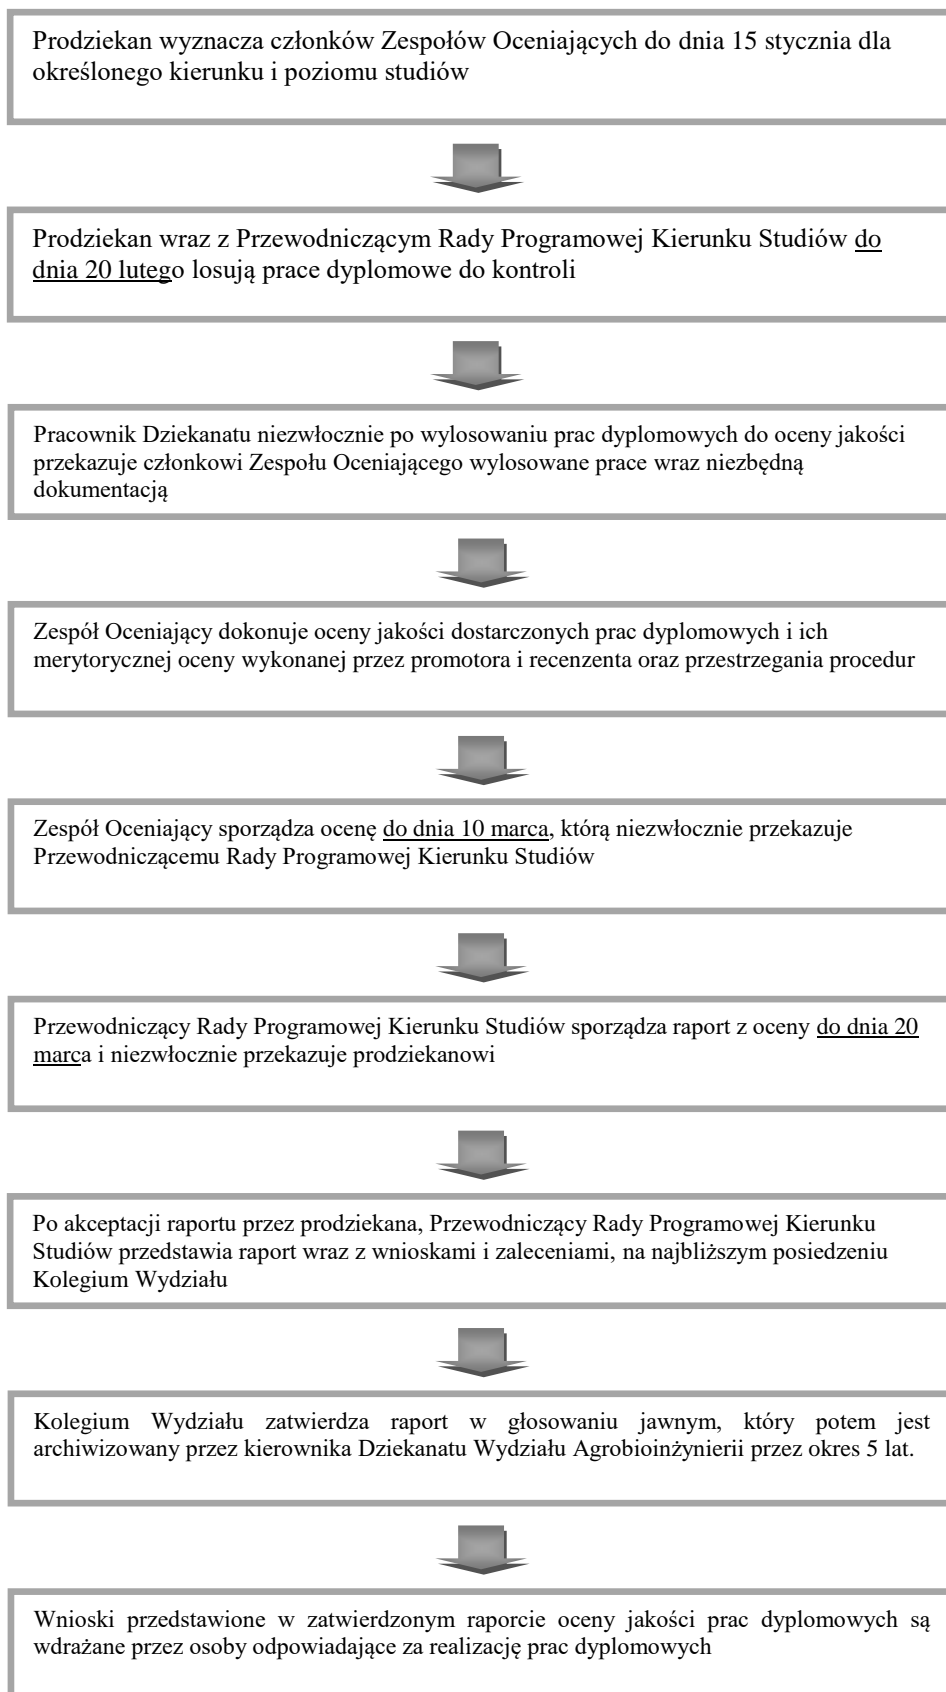 Prodziekan wyznacza członków Zespołów Oceniających do dnia 15 stycznia dla
określonego kierunku i poziomu studiów
Prodziekan wraz z Przewodniczącym Rady Programowej Kierunku Studiów do
dnia 20 lutego losują prace dyplomowe do kontroli
Pracownik Dziekanatu niezwłocznie po wylosowaniu prac dyplomowych do oceny jakości
przekazuje członkowi Zespołu Oceniającego wylosowane prace wraz niezbędną
dokumentacją
Zespół Oceniający dokonuje oceny jakości dostarczonych prac dyplomowych i ich
merytorycznej oceny wykonanej przez promotora i recenzenta oraz przestrzegania procedur
Zespół Oceniający sporządza ocenę do dnia 10 marca, którą niezwłocznie przekazuje
Przewodniczącemu Rady Programowej Kierunku Studiów
Przewodniczący Rady Programowej Kierunku Studiów sporządza raport z oceny do dnia 20
marca i niezwłocznie przekazuje prodziekanowi
Po akceptacji raportu przez prodziekana, Przewodniczący Rady Programowej Kierunku
Studiów przedstawia raport wraz z wnioskami i zaleceniami, na najbliższym posiedzeniu
Kolegium Wydziału
Kolegium Wydziału zatwierdza raport w głosowaniu jawnym, który potem jest
archiwizowany przez kierownika Dziekanatu Wydziału Agrobioinżynierii przez okres 5 lat.
Wnioski przedstawione w zatwierdzonym raporcie oceny jakości prac dyplomowych są
wdrażane przez osoby odpowiadające za realizację prac dyplomowych